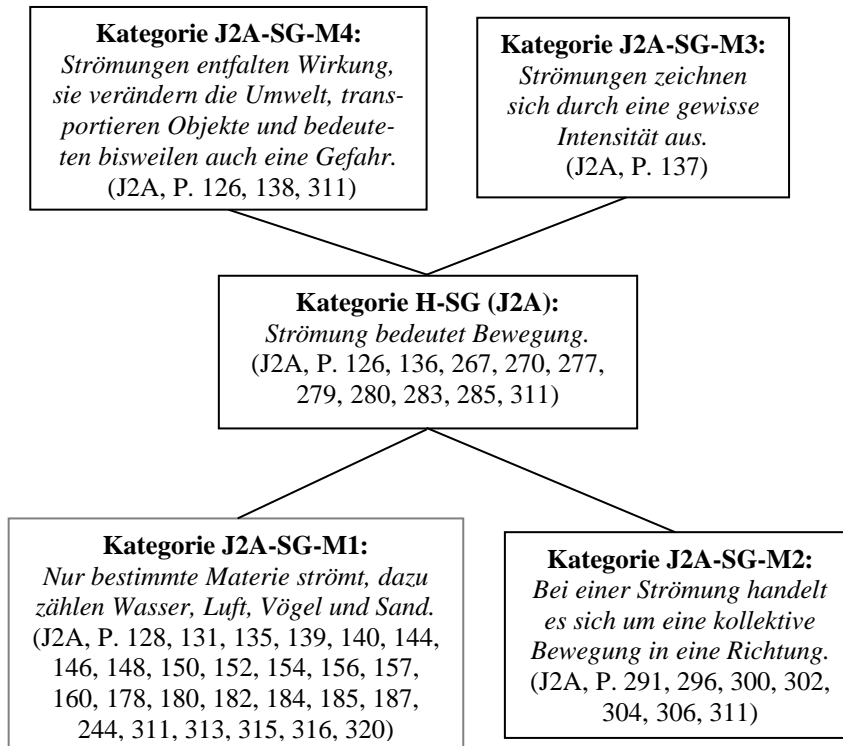 Kategorie J2A-SG-M4:
Strömungen entfalten Wirkung,
sie verändern die Umwelt, trans-
portieren Objekte und bedeute-
ten bisweilen auch eine Gefahr.
(J2A, P. 126, 138, 311)
Kategorie J2A-SG-M3:
Strömungen zeichnen
sich durch eine gewisse
Intensität aus.
(J2A, P. 137)
Kategorie H-SG (J2A):
Strömung bedeutet Bewegung.
(J2A, P. 126, 136, 267, 270, 277,
279, 280, 283, 285, 311)
Kategorie J2A-SG-M1:
Nur bestimmte Materie strömt, dazu
zählen Wasser, Luft, Vögel und Sand.
(J2A, P. 128, 131, 135, 139, 140, 144,
146, 148, 150, 152, 154, 156, 157,
160, 178, 180, 182, 184, 185, 187,
244, 311, 313, 315, 316, 320)
Kategorie J2A-SG-M2:
Bei einer Strömung handelt
es sich um eine kollektive
Bewegung in eine Richtung.
(J2A, P. 291, 296, 300, 302,
304, 306, 311)